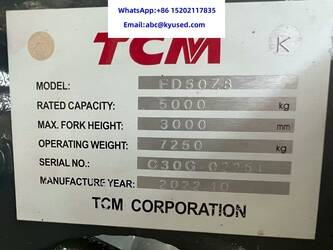 WhatsApp:+86 15202117835
Email:abc@kyused.com
TCM
K
MODEL: FD50Z8
RATED CAPACITY: 5000 kg
MAX. FORK HEIGHT: 3000 mm
OPERATING WEIGHT: 7250 kg
SERIAL NO.:
MANUFACTURE YEAR: 2022.10
TCM CORPORATION